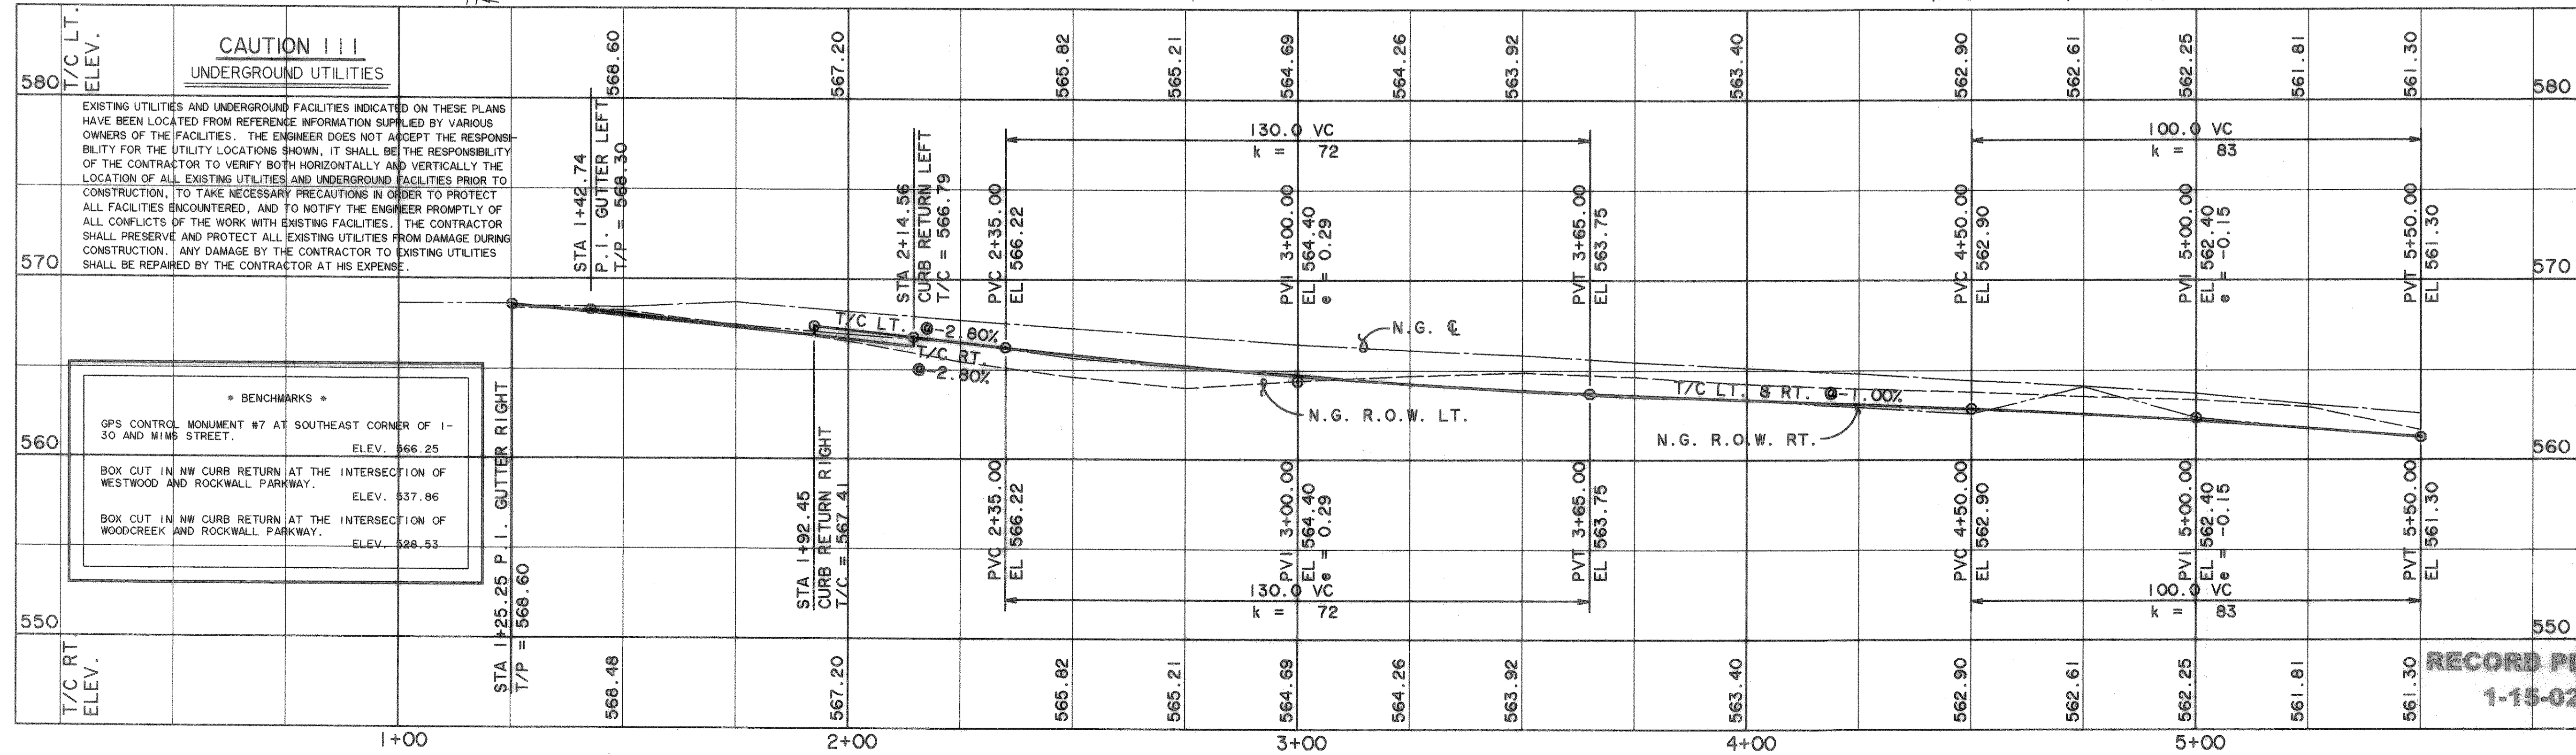 T/C LT.
ELEV.
568.60
567.20
565.82
565.21
564.69
564.26
563.92
563.40
562.90
562.61
562.25
561.81
561.30
580
580
CAUTION !!!
UNDERGROUND UTILITIES
EXISTING UTILITIES AND UNDERGROUND FACILITIES INDICATED ON THESE PLANS
HAVE BEEN LOCATED FROM REFERENCE INFORMATION SUPPLIED BY VARIOUS
OWNERS OF THE FACILITIES. THE ENGINEER DOES NOT ACCEPT THE RESPONSI-
BILITY FOR THE UTILITY LOCATIONS SHOWN, IT SHALL BE THE RESPONSIBILITY
OF THE CONTRACTOR TO VERIFY BOTH HORIZONTALLY AND VERTICALLY THE
LOCATION OF ALL EXISTING UTILITIES AND UNDERGROUND FACILITIES PRIOR TO
CONSTRUCTION, TO TAKE NECESSARY PRECAUTIONS IN ORDER TO PROTECT
ALL FACILITIES ENCOUNTERED, AND TO NOTIFY THE ENGINEER PROMPTLY OF
ALL CONFLICTS OF THE WORK WITH EXISTING FACILITIES. THE CONTRACTOR
SHALL PRESERVE AND PROTECT ALL EXISTING UTILITIES FROM DAMAGE DURING
CONSTRUCTION. ANY DAMAGE BY THE CONTRACTOR TO EXISTING UTILITIES
SHALL BE REPAIRED BY THE CONTRACTOR AT HIS EXPENSE.
STA 1+42.74
P.I. GUTTER LEFT
T/P = 568.30
STA 2+14.56
CURB RETURN LEFT
T/C = 566.79
PVC 2+35.00
EL 566.22
130.0 VC
k = 72
PVI 3+00.00
EL 564.40
e = 0.29
PVT 3+65.00
EL 563.75
100.0 VC
k = 83
PVC 4+50.00
EL 562.90
PVI 5+00.00
EL 562.40
e = -0.15
PVT 5+50.00
EL 561.30
570
570
T/C LT. @-2.80%
T/C RT.
@-2.80%
N.G. ℄
N.G. R.O.W. LT.
T/C LT. & RT. @-1.00%
N.G. R.O.W. RT.
* BENCHMARKS *
GPS CONTROL MONUMENT #7 AT SOUTHEAST CORNER OF I-
30 AND MIMS STREET.
ELEV. 566.25
BOX CUT IN NW CURB RETURN AT THE INTERSECTION OF
WESTWOOD AND ROCKWALL PARKWAY.
ELEV. 537.86
BOX CUT IN NW CURB RETURN AT THE INTERSECTION OF
WOODCREEK AND ROCKWALL PARKWAY.
ELEV. 528.53
560
560
STA 1+25.25 P.I. GUTTER RIGHT
T/P = 568.60
STA 1+92.45
CURB RETURN RIGHT
T/C = 567.41
PVC 2+35.00
EL 566.22
PVI 3+00.00
EL 564.40
e = 0.29
130.0 VC
k = 72
PVT 3+65.00
EL 563.75
PVC 4+50.00
EL 562.90
PVI 5+00.00
EL 562.40
e = -0.15
100.0 VC
k = 83
PVT 5+50.00
EL 561.30
550
550
T/C RT.
ELEV.
568.48
567.20
565.82
565.21
564.69
564.26
563.92
563.40
562.90
562.61
562.25
561.81
561.30
RECORD
1-15-02
1+00
2+00
3+00
4+00
5+00